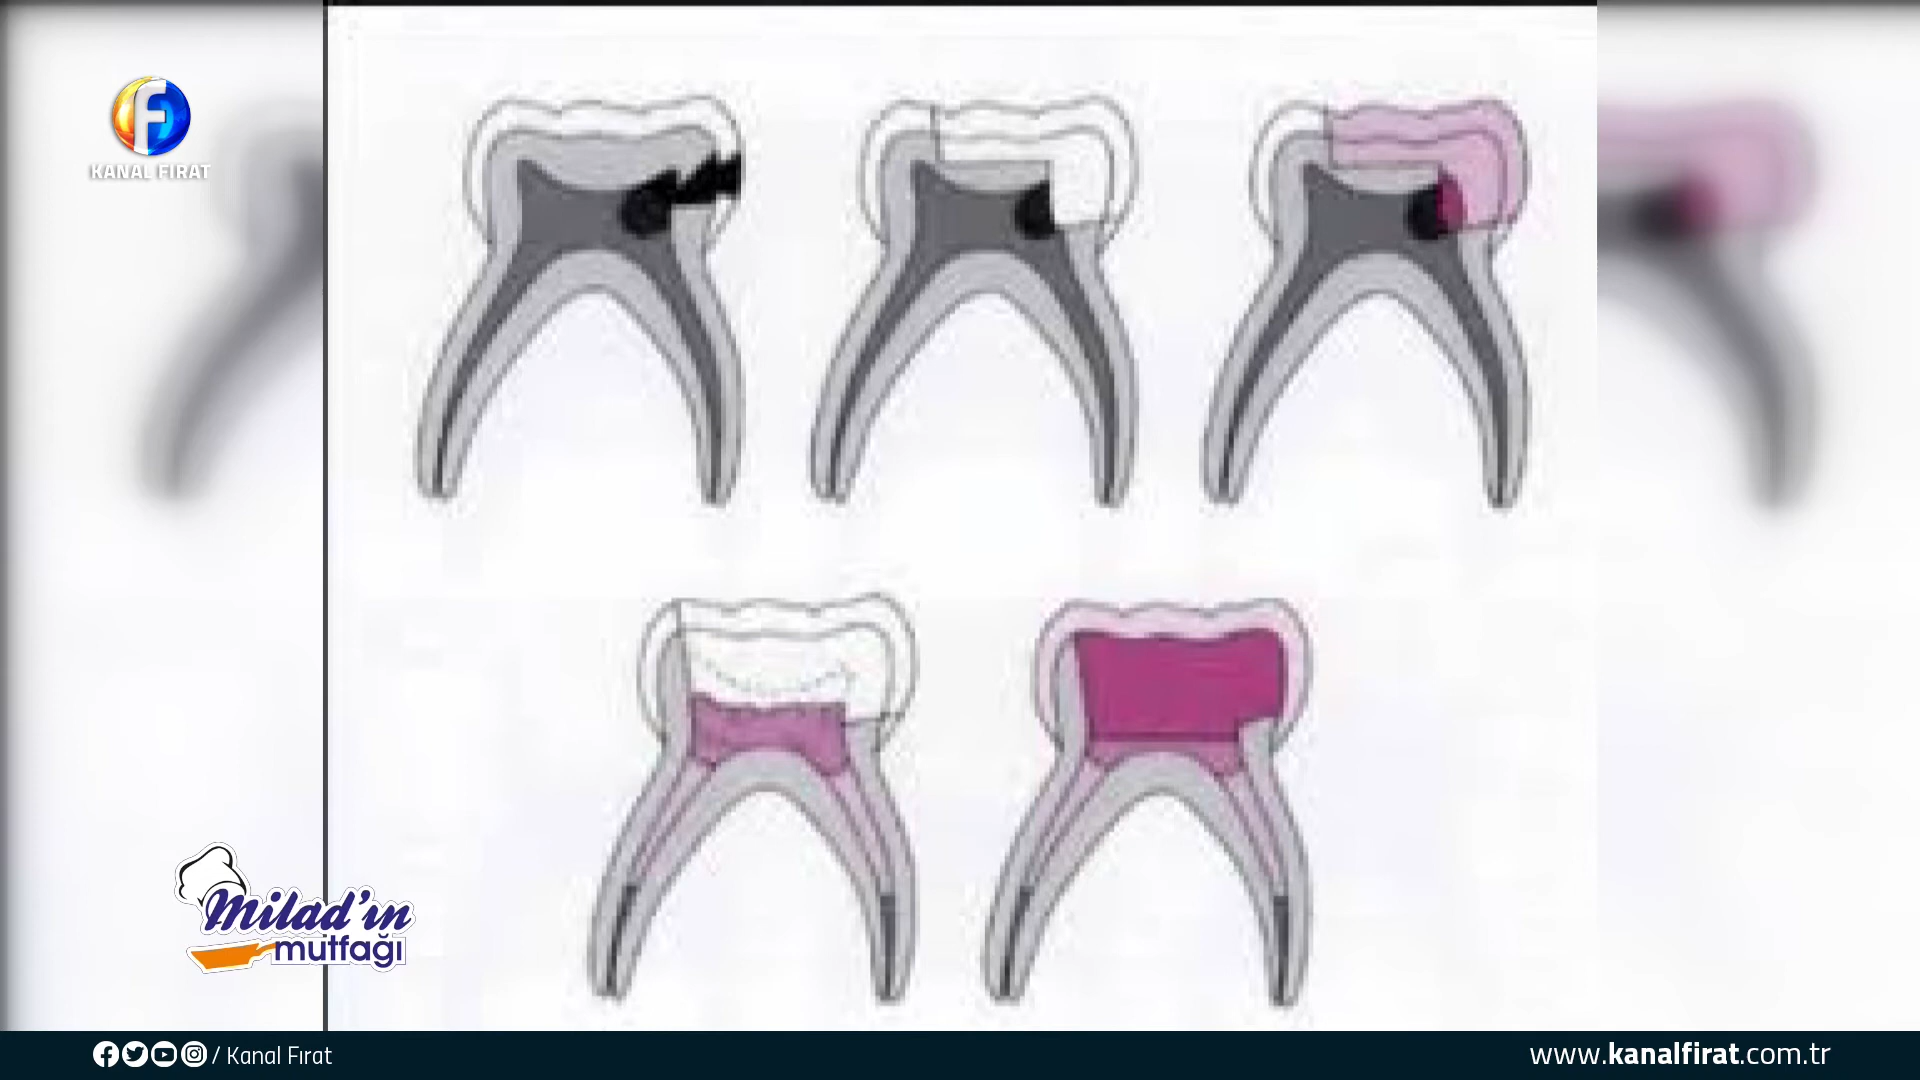 KANAL FIRAT
Milad'ın
mutfağı
/ Kanal Fırat
www.kanalfirat.com.tr